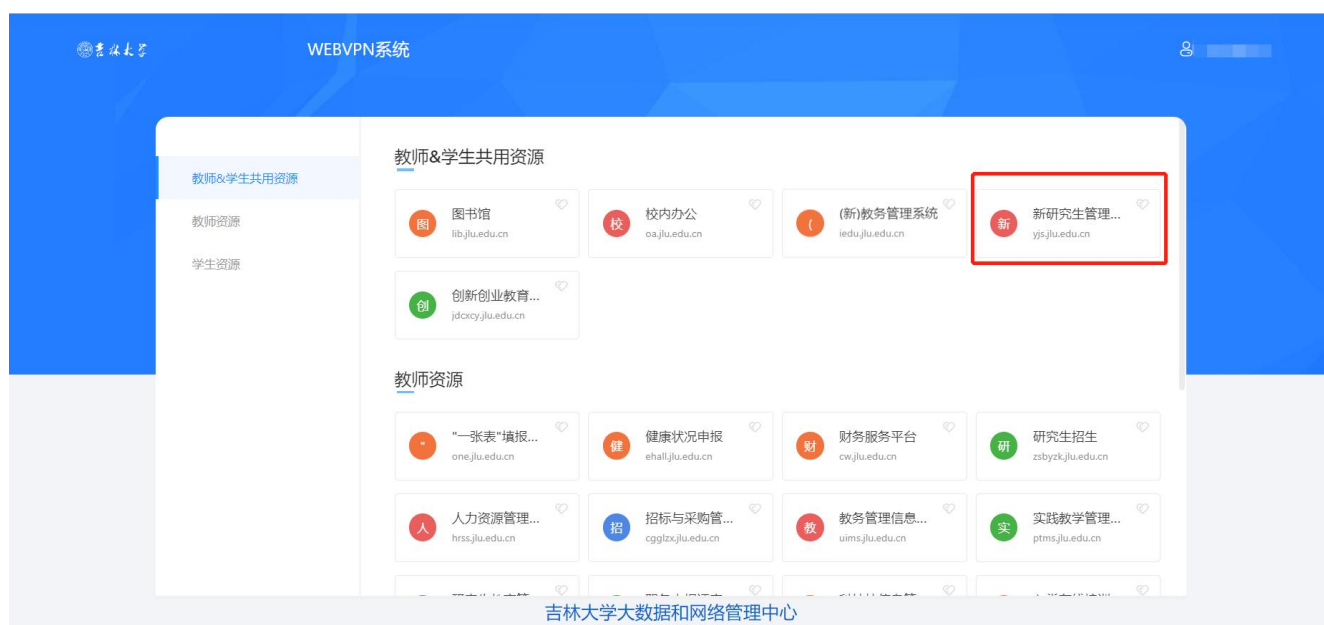 吉林大学
WEBVPN系统
教师&学生共用资源
教师资源
学生资源
教师&学生共用资源
图
图书馆
lib.jlu.edu.cn
校
校内办公
oa.jlu.edu.cn
(
(新)教务管理系统
iedu.jlu.edu.cn
新
新研究生管理...
yjs.jlu.edu.cn
创
创新创业教育...
jdcxcy.jlu.edu.cn
教师资源
"
"一张表"填报...
one.jlu.edu.cn
健
健康状况申报
ehall.jlu.edu.cn
财
财务服务平台
cw.jlu.edu.cn
研
研究生招生
zsbyzk.jlu.edu.cn
人
人力资源管理...
hrss.jlu.edu.cn
招
招标与采购管...
cgglzx.jlu.edu.cn
教
教务管理信息...
uims.jlu.edu.cn
实
实践教学管理...
ptms.jlu.edu.cn
吉林大学大数据和网络管理中心